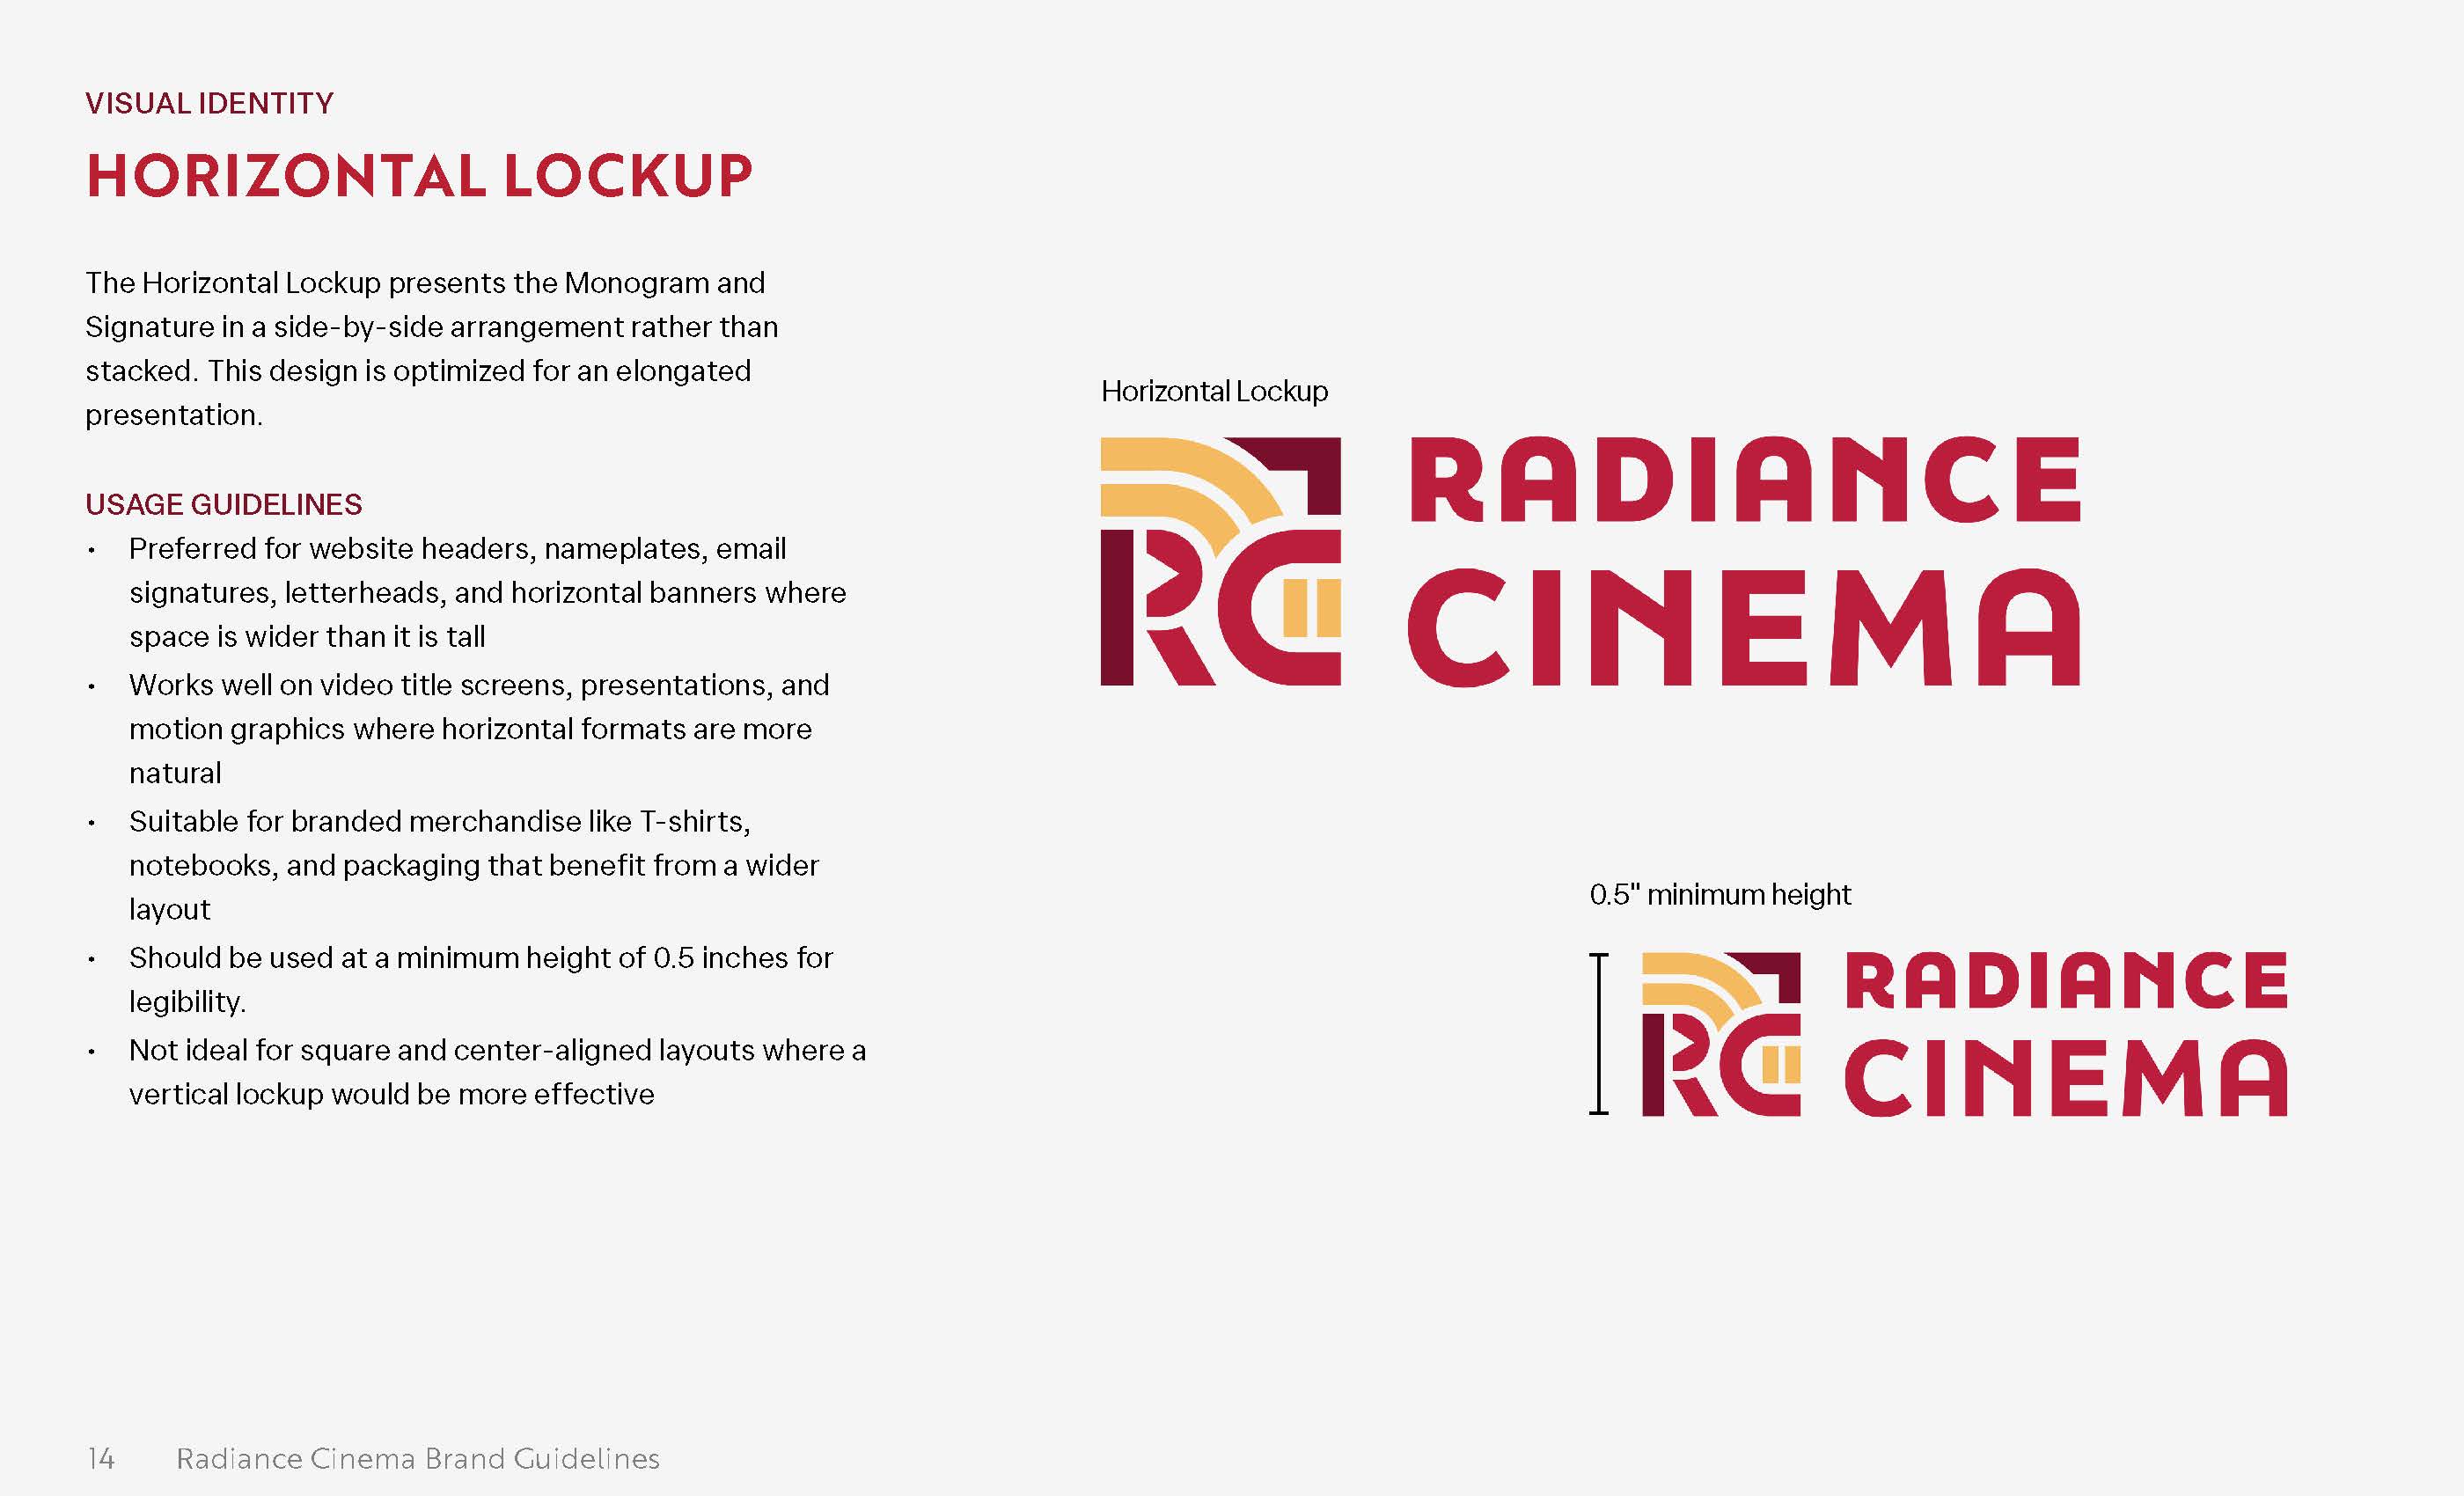 VISUAL IDENTITY
HORIZONTAL LOCKUP
The Horizontal Lockup presents the Monogram and
Signature in a side-by-side arrangement rather than
stacked. This design is optimized for an elongated
presentation.
USAGE GUIDELINES
• Preferred for website headers, nameplates, email
signatures, letterheads, and horizontal banners where
space is wider than it is tall
• Works well on video title screens, presentations, and
motion graphics where horizontal formats are more
natural
• Suitable for branded merchandise like T-shirts,
notebooks, and packaging that benefit from a wider
layout
• Should be used at a minimum height of 0.5 inches for
legibility.
• Not ideal for square and center-aligned layouts where a
vertical lockup would be more effective
Horizontal Lockup
RC
RADIANCE
CINEMA
0.5" minimum height
RC
RADIANCE
CINEMA
14 Radiance Cinema Brand Guidelines